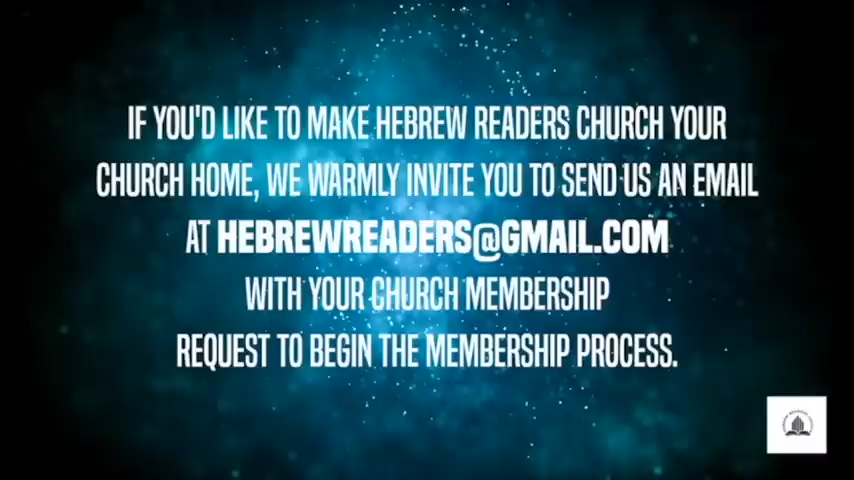 IF YOU'D LIKE TO MAKE HEBREW READERS CHURCH YOUR
CHURCH HOME, WE WARMLY INVITE YOU TO SEND US AN EMAIL
AT HEBREWREADERS@GMAIL.COM
WITH YOUR CHURCH MEMBERSHIP
REQUEST TO BEGIN THE MEMBERSHIP PROCESS.